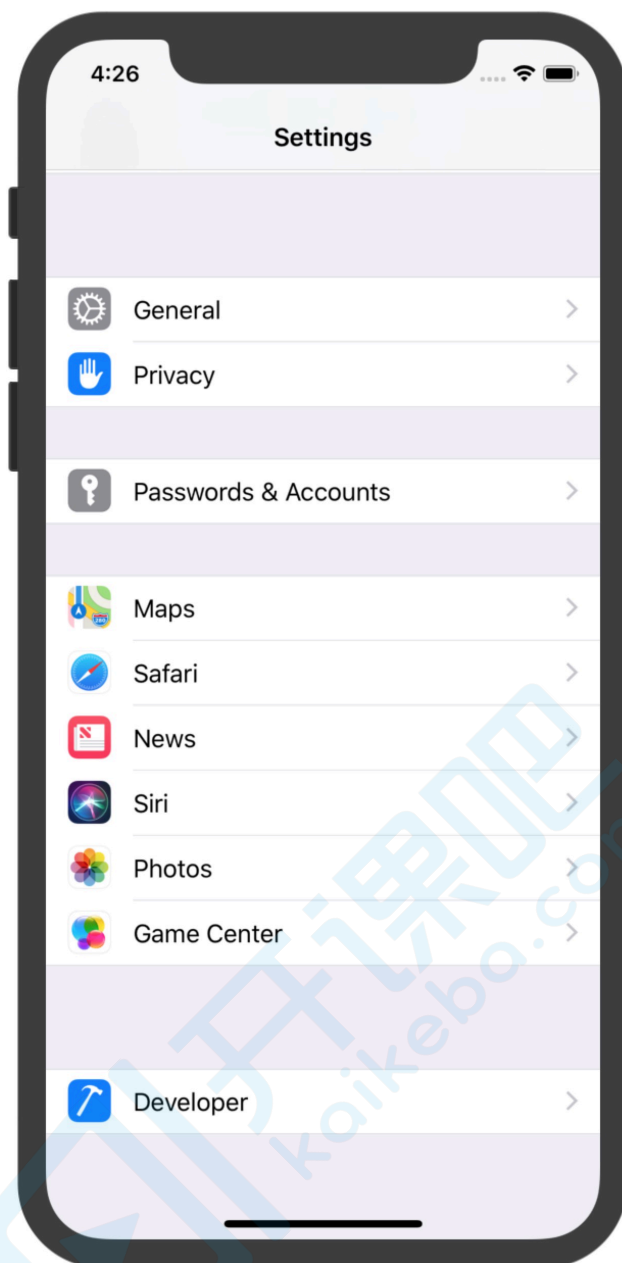 4:26
Settings
General
Privacy
Passwords & Accounts
Maps
280
Safari
News
Siri
Photos
Game Center
Developer
开课吧
kaikeba.com